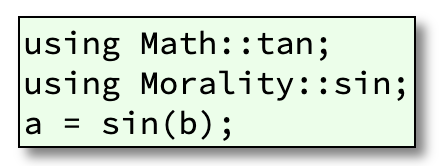 using Math::tan;
using Morality::sin;
a = sin(b);